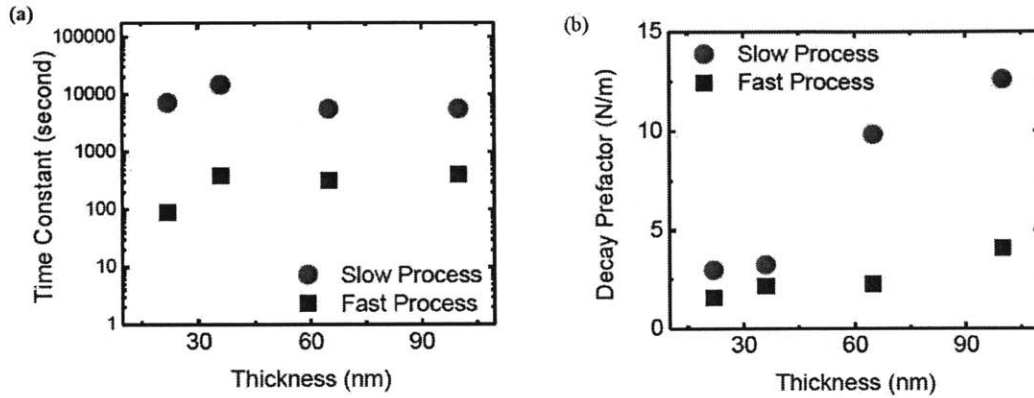 (a)
100000
10000
1000
100
10
1
Time Constant (second)
Slow Process
Fast Process
30
60
90
Thickness (nm)
(b)
15
10
5
0
Decay Prefactor (N/m)
Slow Process
Fast Process
30
60
90
Thickness (nm)